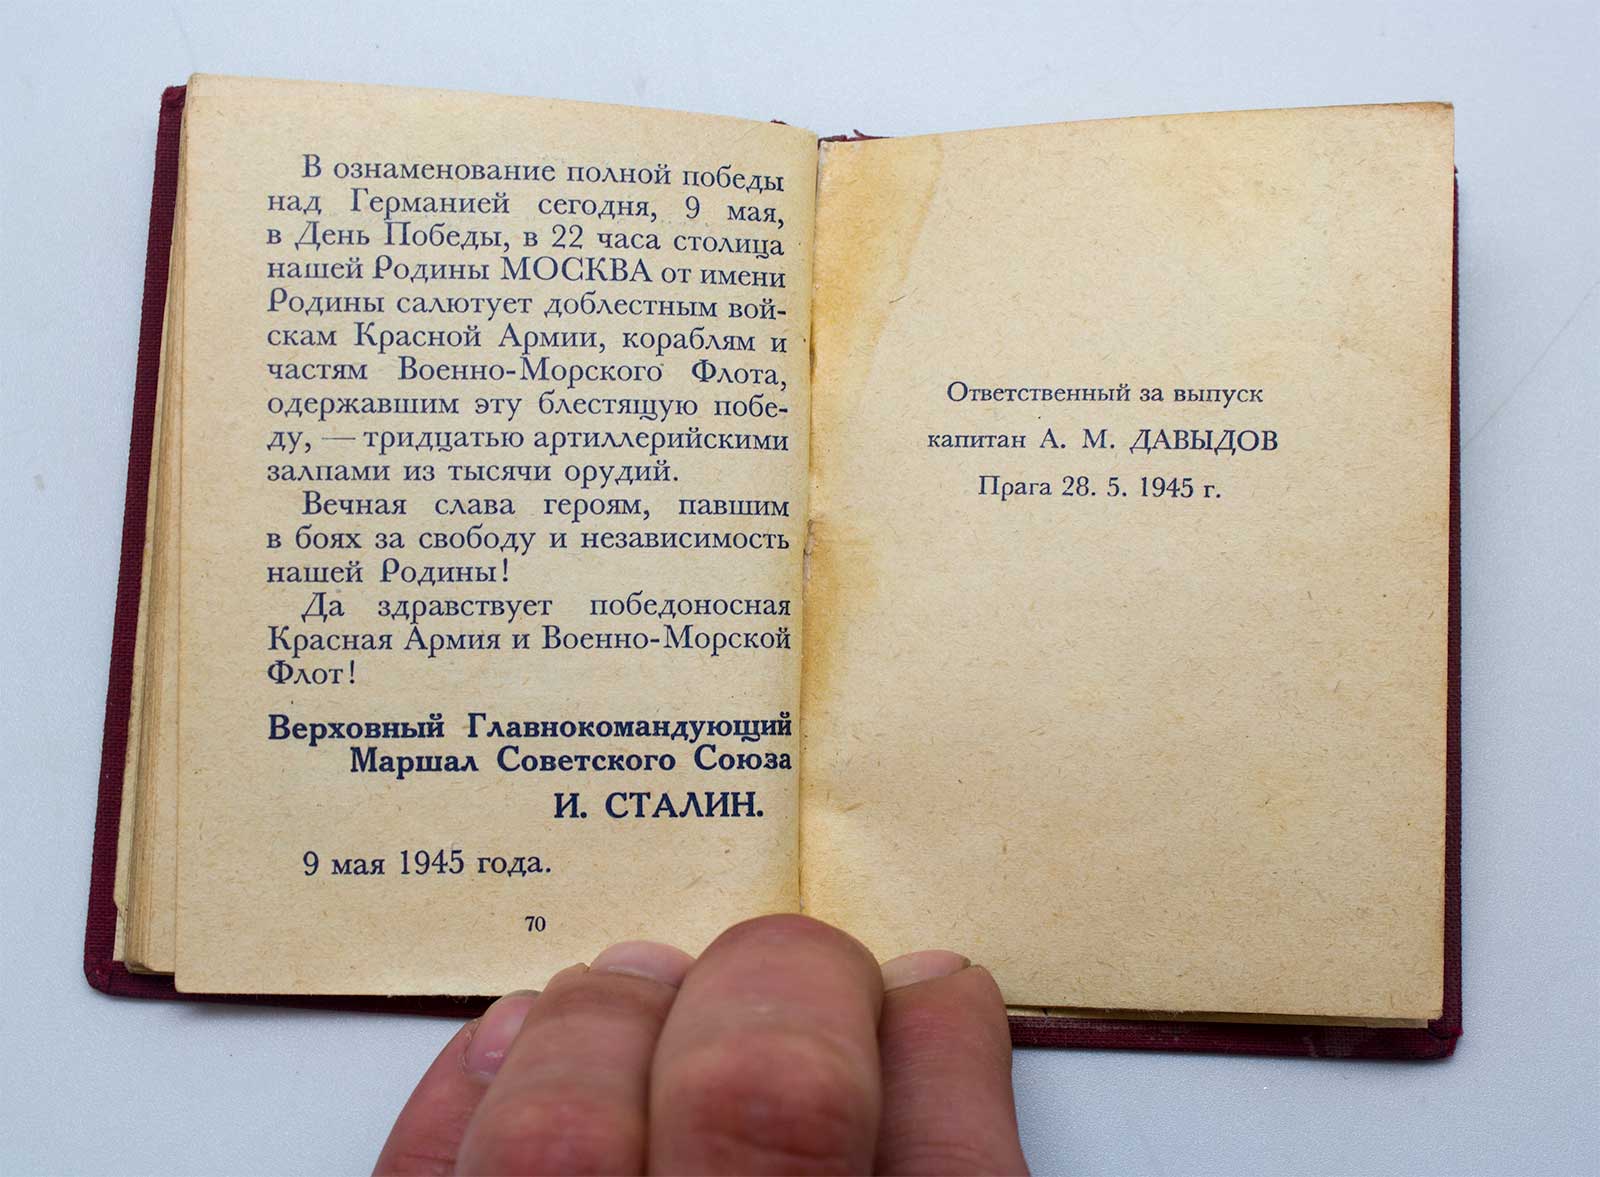 В ознаменование полной победы
над Германией сегодня, 9 мая,
в День Победы, в 22 часа столица
нашей Родины МОСКВА от имени
Родины салютует доблестным вой-
скам Красной Армии, кораблям и
частям Военно-Морского Флота,
одержавшим эту блестящую побе-
ду, — тридцатью артиллерийскими
залпами из тысячи орудий.
Вечная слава героям, павшим
в боях за свободу и независимость
нашей Родины!
Да здравствует победоносная
Красная Армия и Военно-Морской
Флот!
Верховный Главнокомандующий
Маршал Советского Союза
И. СТАЛИН.
9 мая 1945 года.
70
Ответственный за выпуск
капитан А. М. ДАВЫДОВ
Прага 28. 5. 1945 г.